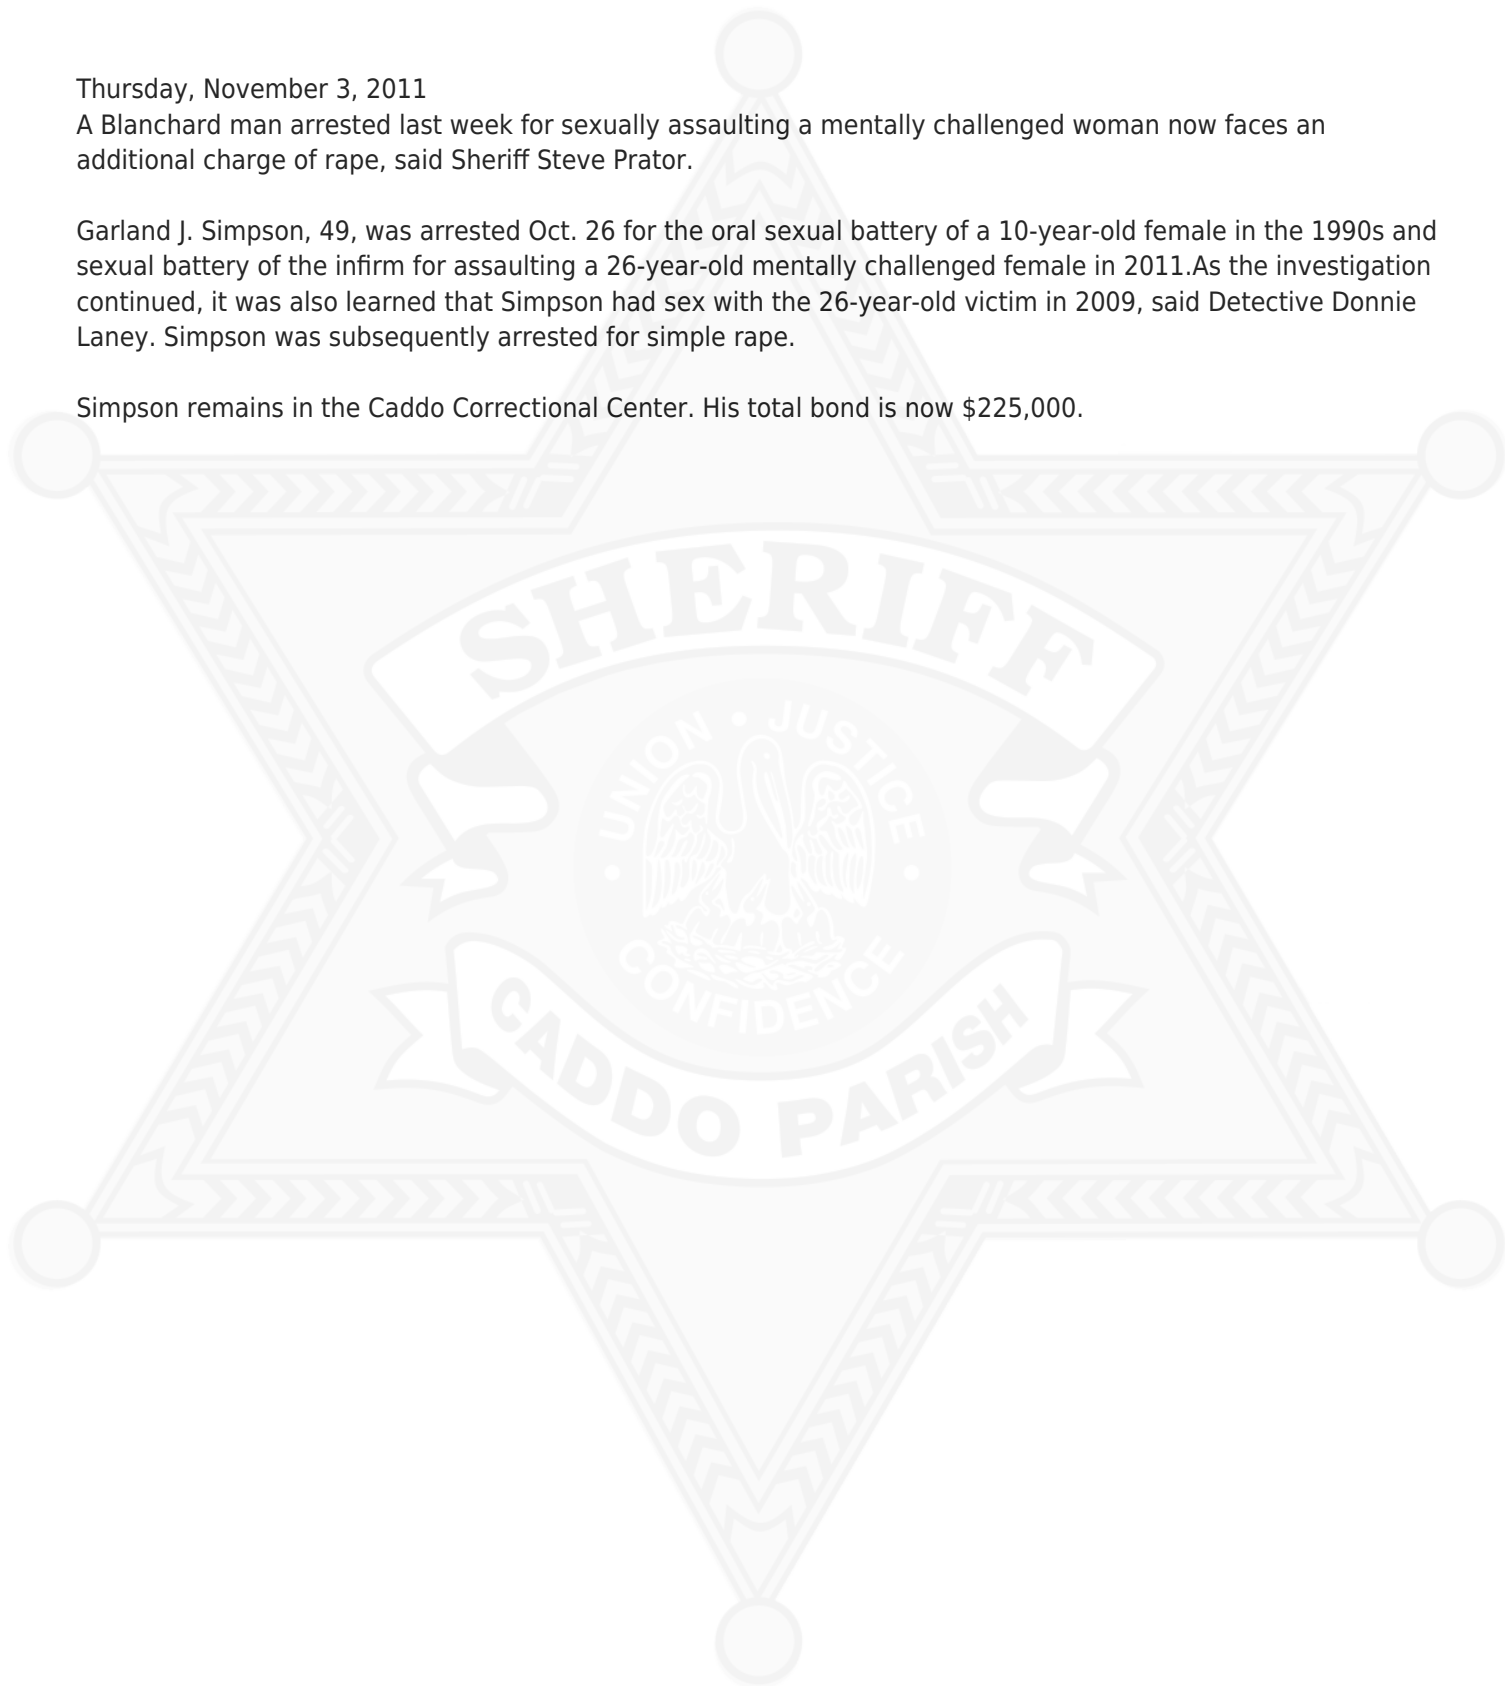 Thursday, November 3, 2011
A Blanchard man arrested last week for sexually assaulting a mentally challenged woman now faces an
additional charge of rape, said Sheriff Steve Prator.
Garland J. Simpson, 49, was arrested Oct. 26 for the oral sexual battery of a 10-year-old female in the 1990s and
sexual battery of the infirm for assaulting a 26-year-old mentally challenged female in 2011.As the investigation
continued, it was also learned that Simpson had sex with the 26-year-old victim in 2009, said Detective Donnie
Laney. Simpson was subsequently arrested for simple rape.
Simpson remains in the Caddo Correctional Center. His total bond is now $225,000.
SHERIFF
UNION • JUSTICE •
• CONFIDENCE
CADDO PARISH